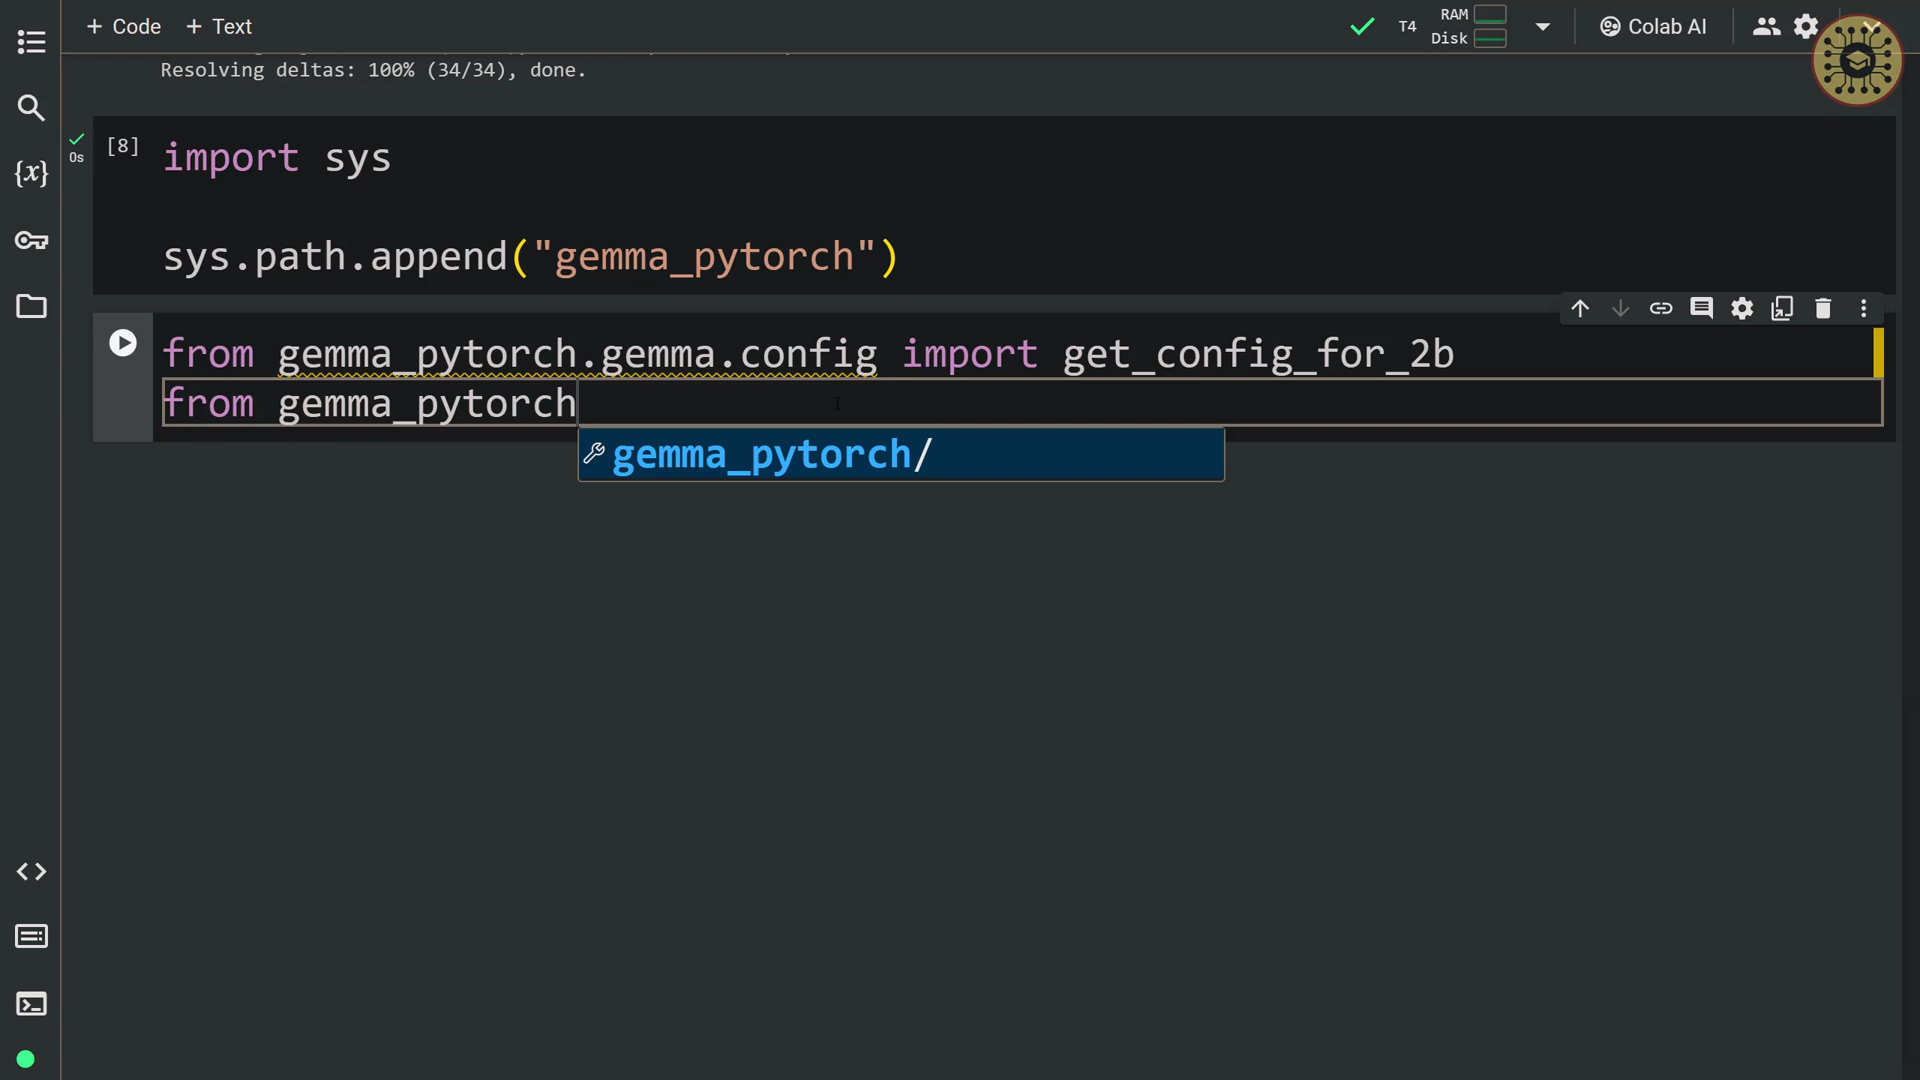 + Code + Text
T4 RAM
Disk
Colab AI
Resolving deltas: 100% (34/34), done.
0s
[8] import sys
sys.path.append("gemma_pytorch")
from gemma_pytorch.gemma.config import get_config_for_2b
from gemma_pytorch
gemma_pytorch/